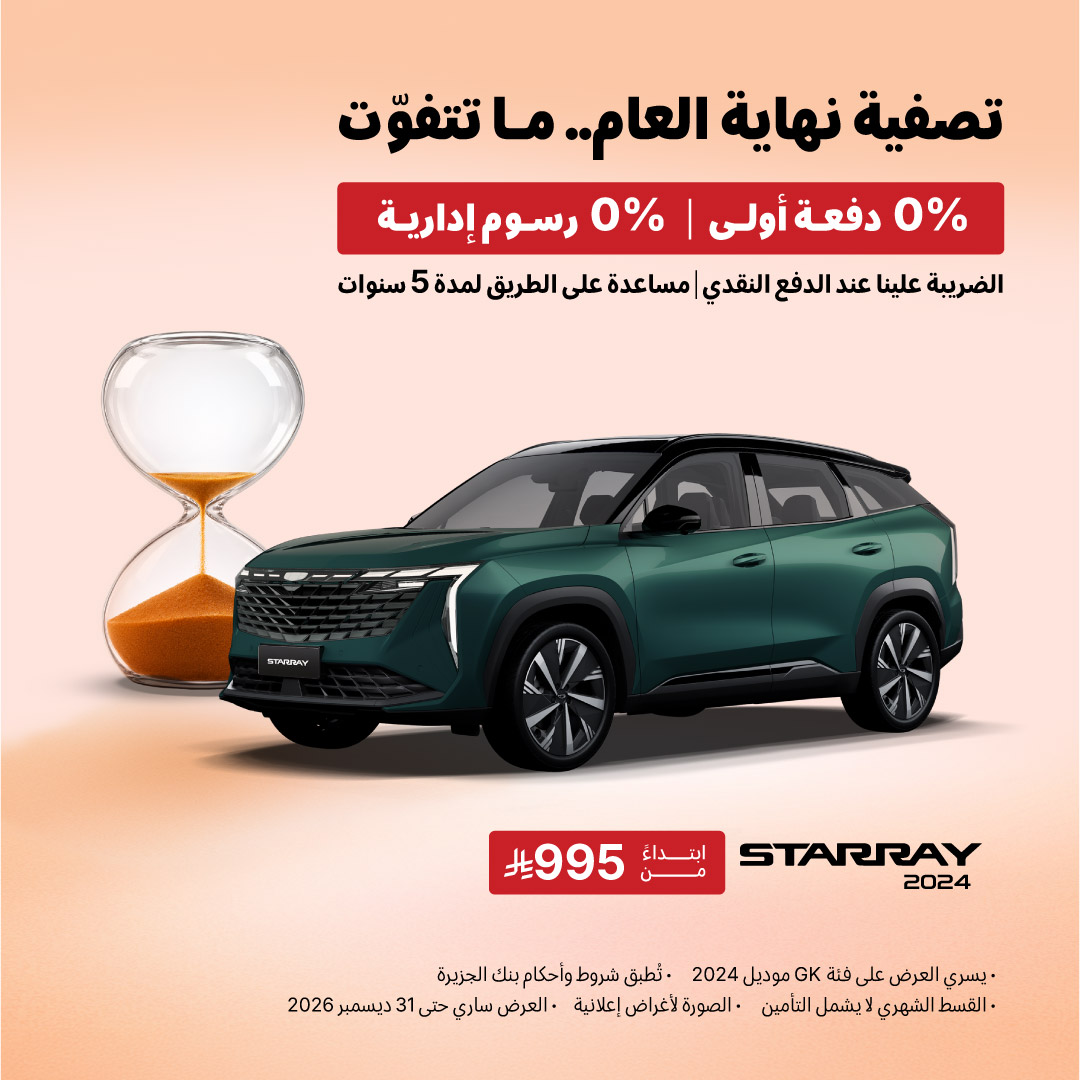 تصفية نهاية العام.. ما تتفوّت
0% دفعة أولى | 0% رسوم إدارية
الضريبة علينا عند الدفع النقدي | مساعدة على الطريق لمدة 5 سنوات
STARRAY
STARRAY
2024
ابتداءً من 995 ⃁
• يسري العرض على فئة GK موديل 2024 • تُطبق شروط وأحكام بنك الجزيرة
• القسط الشهري لا يشمل التأمين • الصورة لأغراض إعلانية • العرض ساري حتى 31 ديسمبر 2026